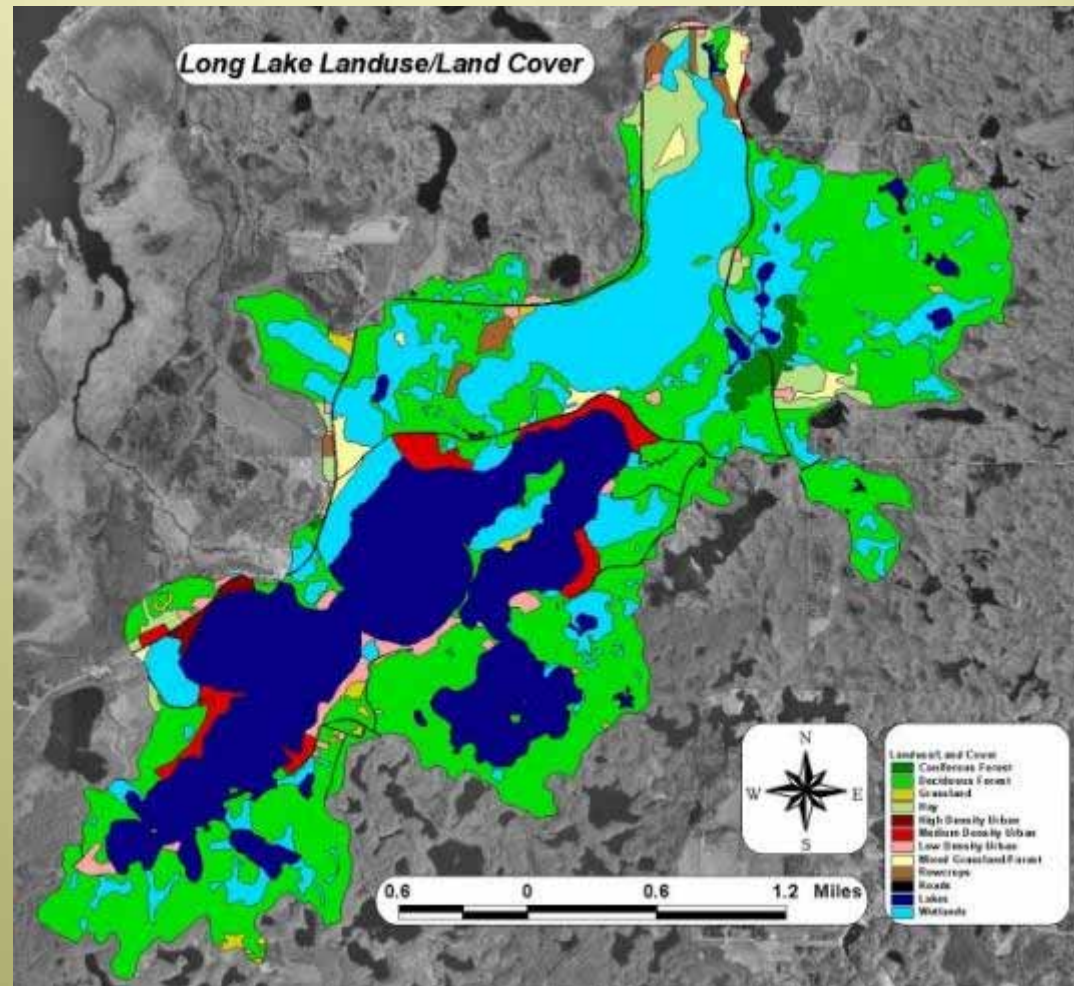 Long Lake Landuse/Land Cover
N
W E
S
Landuse/Land Cover
Coniferous Forest
Deciduous Forest
Grassland
Hay
High Density Urban
Medium Density Urban
Low Density Urban
Mixed Grassland/Forest
Rowcrops
Roads
Lakes
Wetlands
0.6 0 0.6 1.2 Miles